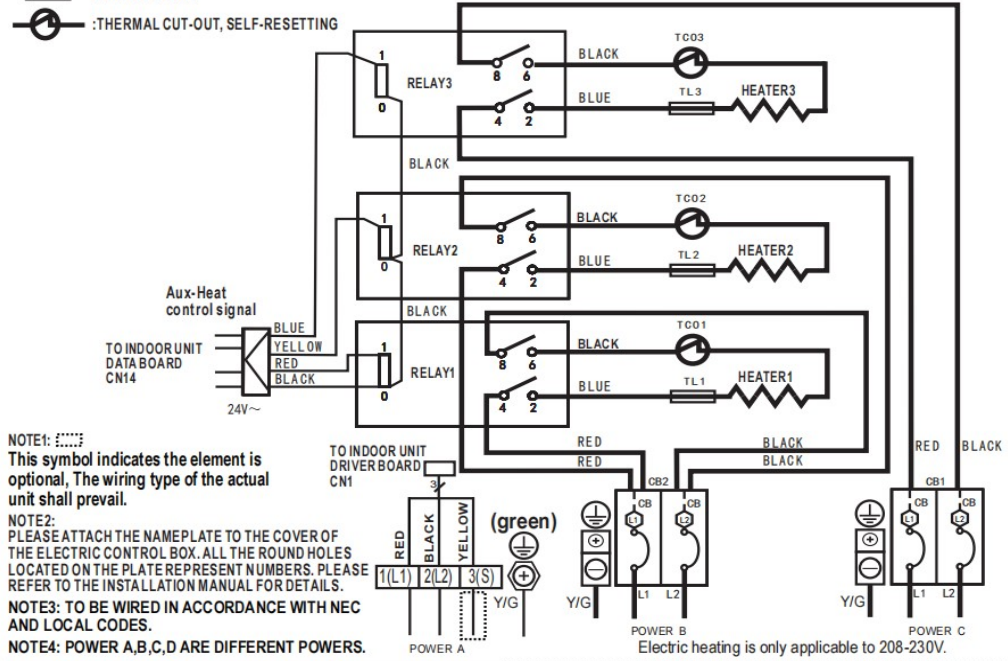 :THERMAL CUT-OUT, SELF-RESETTING
1
0
RELAY3
8 6
4 2
BLACK
BLUE
TCO3
TL3
HEATER3
BLACK
1
0
RELAY2
8 6
4 2
BLACK
BLUE
TCO2
TL2
HEATER2
BLACK
1
0
RELAY1
8 6
4 2
BLACK
BLUE
TCO1
TL1
HEATER1
Aux-Heat
control signal
TO INDOOR UNIT
DATA BOARD
CN14
24V~
BLUE
YELLOW
RED
BLACK
RED
RED
BLACK
BLACK
RED
BLACK
NOTE1:
This symbol indicates the element is
optional, The wiring type of the actual
unit shall prevail.
NOTE2:
PLEASE ATTACH THE NAMEPLATE TO THE COVER OF
THE ELECTRIC CONTROL BOX. ALL THE ROUND HOLES
LOCATED ON THE PLATE REPRESENT NUMBERS. PLEASE
REFER TO THE INSTALLATION MANUAL FOR DETAILS.
NOTE3: TO BE WIRED IN ACCORDANCE WITH NEC
AND LOCAL CODES.
NOTE4: POWER A,B,C,D ARE DIFFERENT POWERS.
TO INDOOR UNIT
DRIVER BOARD
CN1
3
RED
BLACK
YELLOW
1(L1) 2(L2) 3(S)
POWER A
(green)
Y/G
Y/G
CB2
CB CB
L1 L2
L1 L2
POWER B
Y/G
CB1
CB CB
L1 L2
L1 L2
POWER C
Electric heating is only applicable to 208-230V.